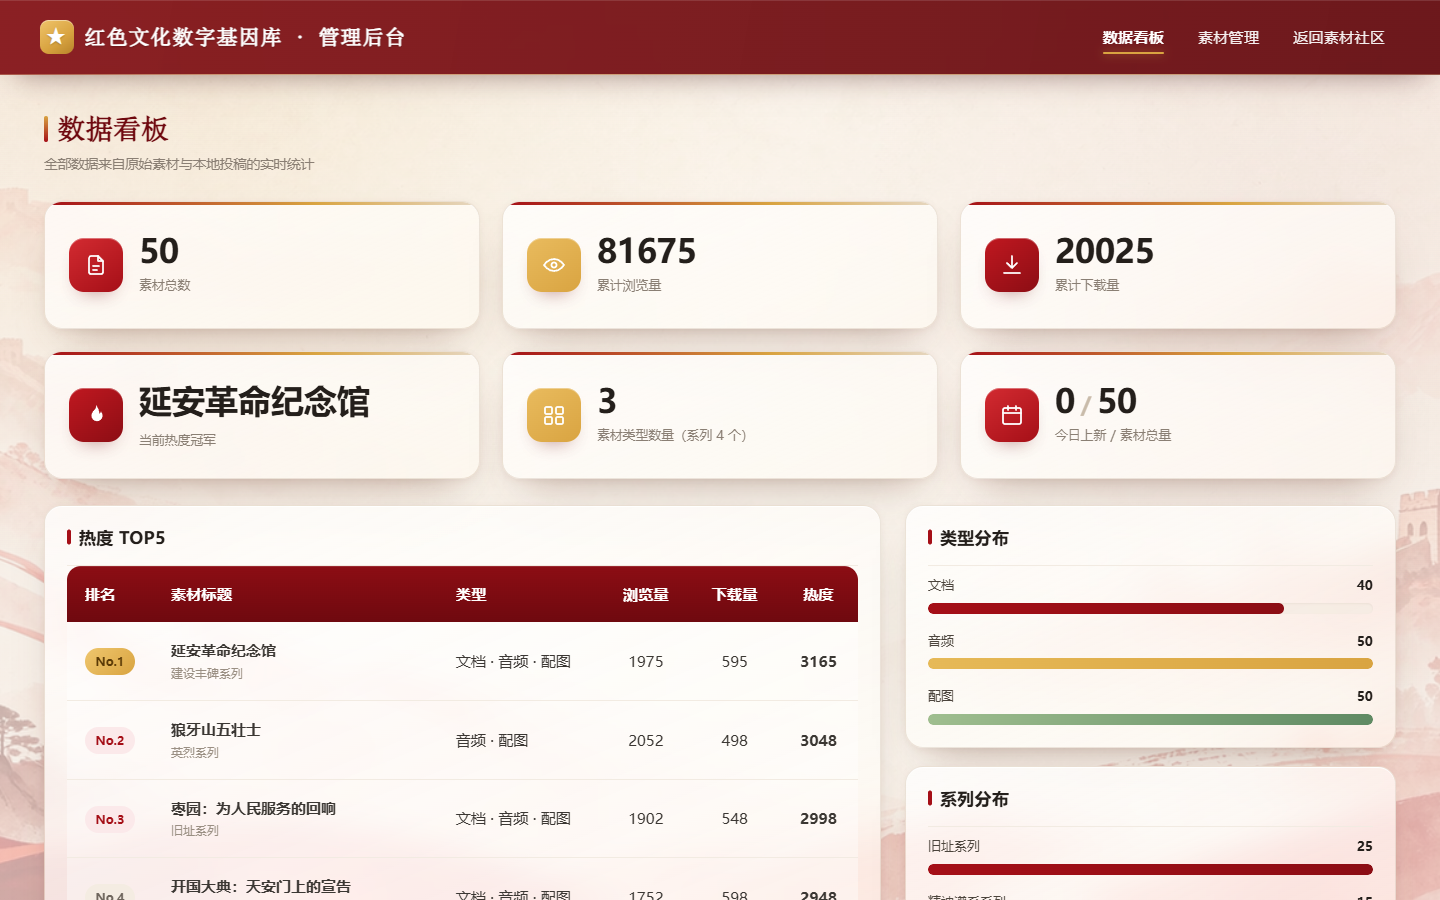 红色文化数字基因库 · 管理后台
数据看板
素材管理
返回素材社区
数据看板
全部数据来自原始素材与本地投稿的实时统计
50
素材总数
81675
累计浏览量
20025
累计下载量
延安革命纪念馆
当前热度冠军
3
素材类型数量（系列 4 个）
0 / 50
今日上新 / 素材总量
热度 TOP5
排名 素材标题 类型 浏览量 下载量 热度
No.1 延安革命纪念馆 文档 · 音频 · 配图 1975 595 3165
建设丰碑系列
No.2 狼牙山五壮士 音频 · 配图 2052 498 3048
英烈系列
No.3 枣园：为人民服务的回响 文档 · 音频 · 配图 1902 548 2998
旧址系列
No.4 开国大典：天安门上的宣告 文档 · 音频 · 配图 1752 598 2948
类型分布
文档 40
音频 50
配图 50
系列分布
旧址系列 25